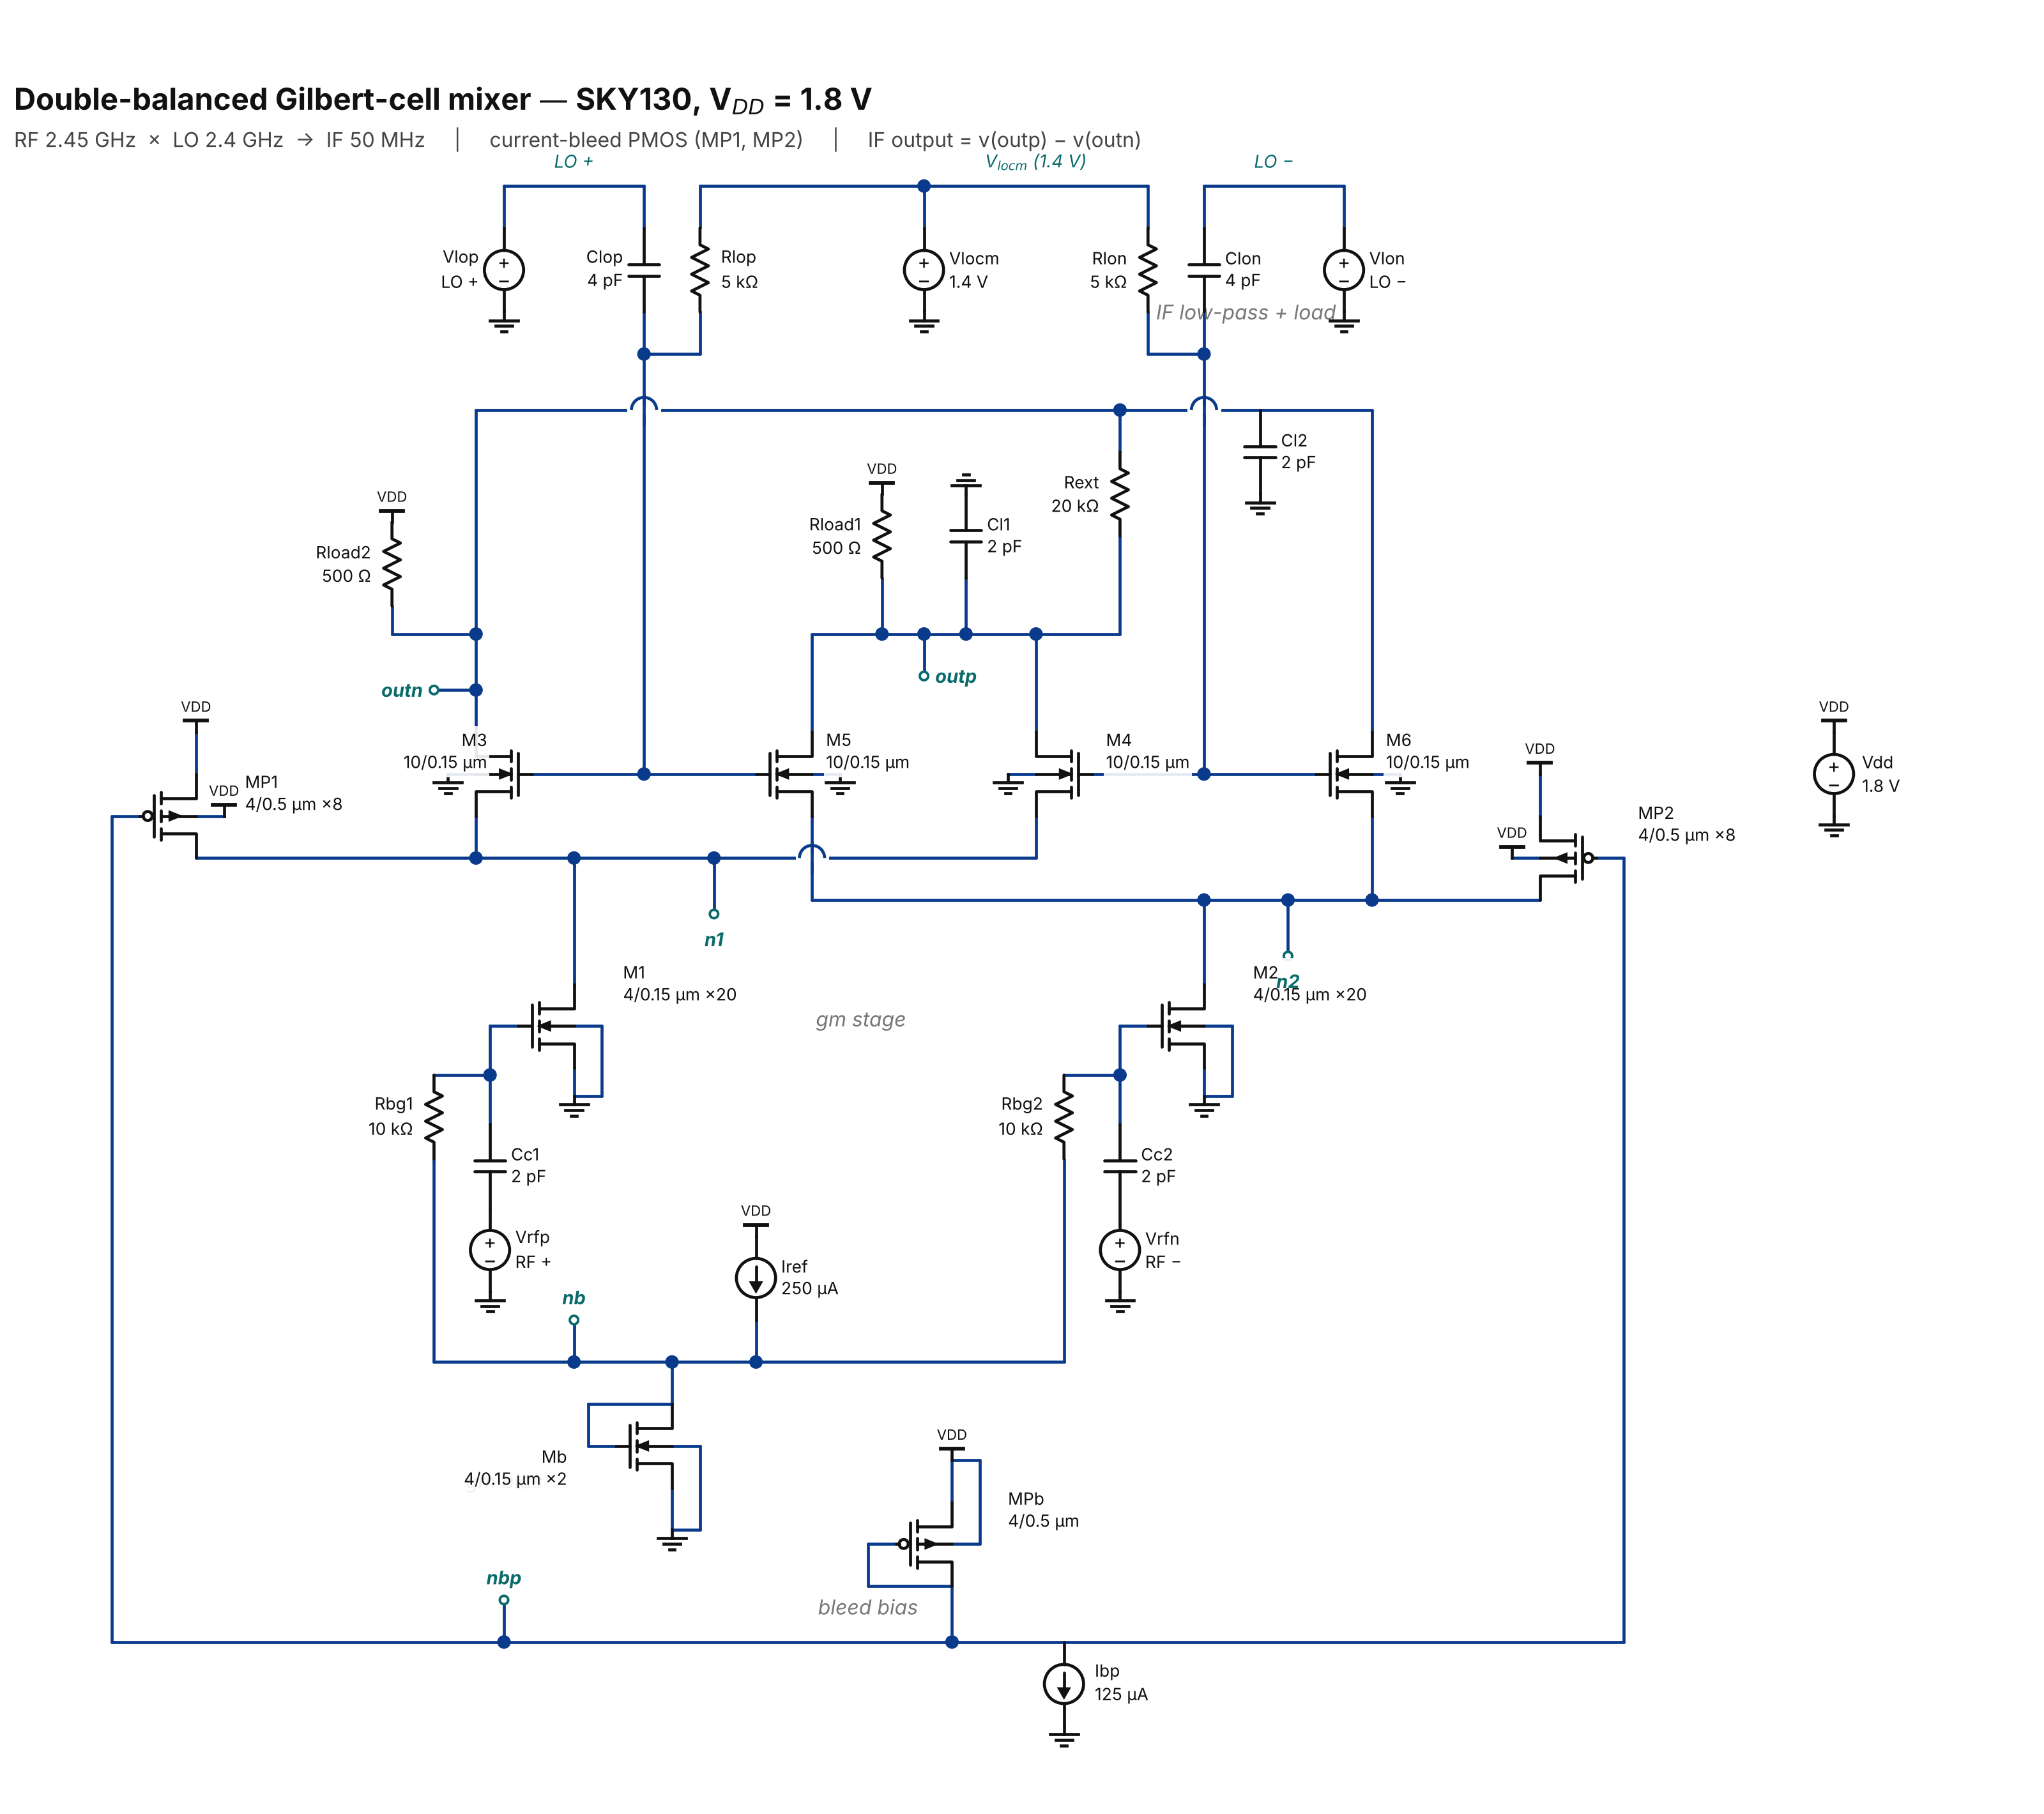 Double-balanced Gilbert-cell mixer — SKY130, VDD = 1.8 V
RF 2.45 GHz × LO 2.4 GHz → IF 50 MHz | current-bleed PMOS (MP1, MP2) | IF output = v(outp) − v(outn)
LO +
Vlocm (1.4 V)
LO −
Vlop
LO +
Clop
4 pF
Rlop
5 kΩ
Vlocm
1.4 V
Rlon
5 kΩ
Clon
4 pF
Vlon
LO −
IF low-pass + load
Cl2
2 pF
VDD
Rload2
500 Ω
VDD
Rload1
500 Ω
Cl1
2 pF
Rext
20 kΩ
outn
outp
VDD
MP1
4/0.5 µm ×8
VDD
M3
10/0.15 µm
M5
10/0.15 µm
M4
10/0.15 µm
M6
10/0.15 µm
VDD
VDD
MP2
4/0.5 µm ×8
VDD
Vdd
1.8 V
n1
n2
M1
4/0.15 µm ×20
gm stage
M2
4/0.15 µm ×20
Rbg1
10 kΩ
Cc1
2 pF
Vrfp
RF +
Rbg2
10 kΩ
Cc2
2 pF
Vrfn
RF −
VDD
Iref
250 µA
nb
Mb
4/0.15 µm ×2
VDD
MPb
4/0.5 µm
nbp
bleed bias
Ibp
125 µA